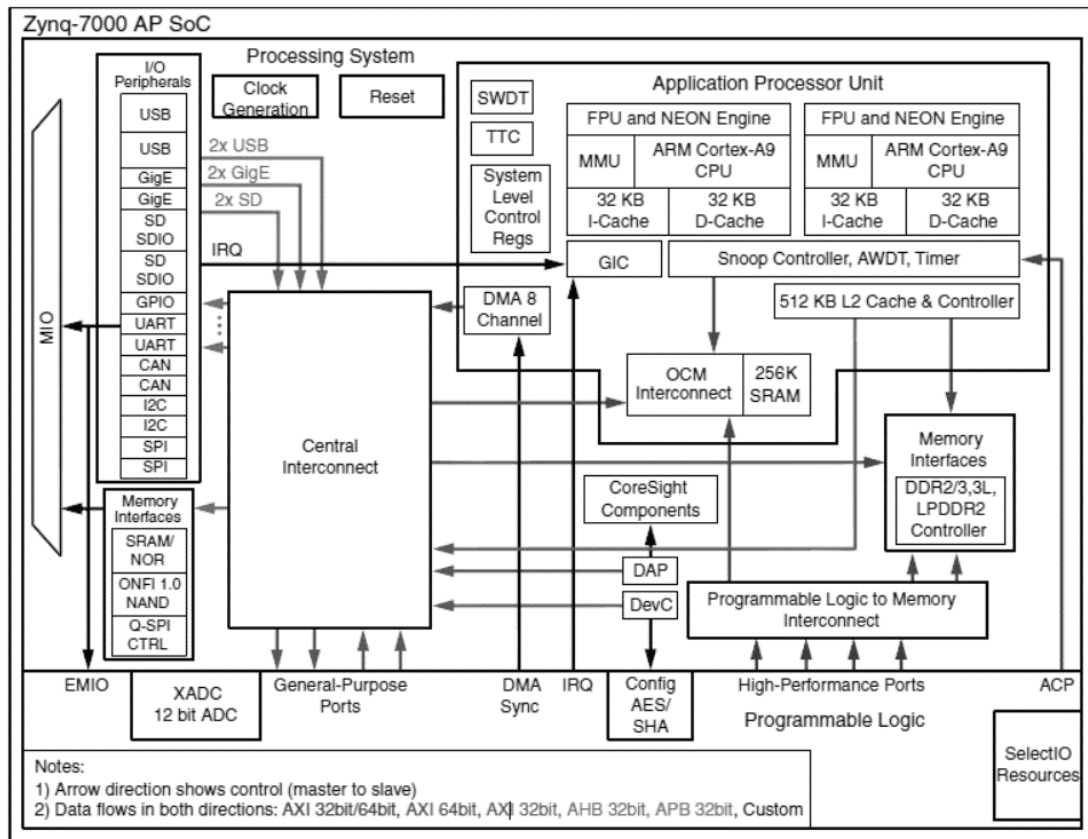 Zynq-7000 AP SoC
Processing System
I/O
Peripherals
USB
USB
GigE
GigE
SD
SDIO
SD
SDIO
GPIO
UART
UART
CAN
CAN
I2C
I2C
SPI
SPI
MIO
Clock
Generation
Reset
2x USB
2x GigE
2x SD
IRQ
Application Processor Unit
SWDT
TTC
System
Level
Control
Regs
FPU and NEON Engine
MMU
ARM Cortex-A9
CPU
32 KB
I-Cache
32 KB
D-Cache
FPU and NEON Engine
MMU
ARM Cortex-A9
CPU
32 KB
I-Cache
32 KB
D-Cache
GIC
Snoop Controller, AWDT, Timer
DMA 8
Channel
512 KB L2 Cache & Controller
OCM
Interconnect
256K
SRAM
Central
Interconnect
Memory
Interfaces
DDR2/3,3L,
LPDDR2
Controller
CoreSight
Components
DAP
DevC
Programmable Logic to Memory
Interconnect
Memory
Interfaces
SRAM/
NOR
ONFI 1.0
NAND
Q-SPI
CTRL
EMIO
XADC
12 bit ADC
General-Purpose
Ports
DMA
Sync
IRQ
Config
AES/
SHA
High-Performance Ports
ACP
Programmable Logic
SelectIO
Resources
Notes:
1) Arrow direction shows control (master to slave)
2) Data flows in both directions: AXI 32bit/64bit, AXI 64bit, AXI 32bit, AHB 32bit, APB 32bit, Custom